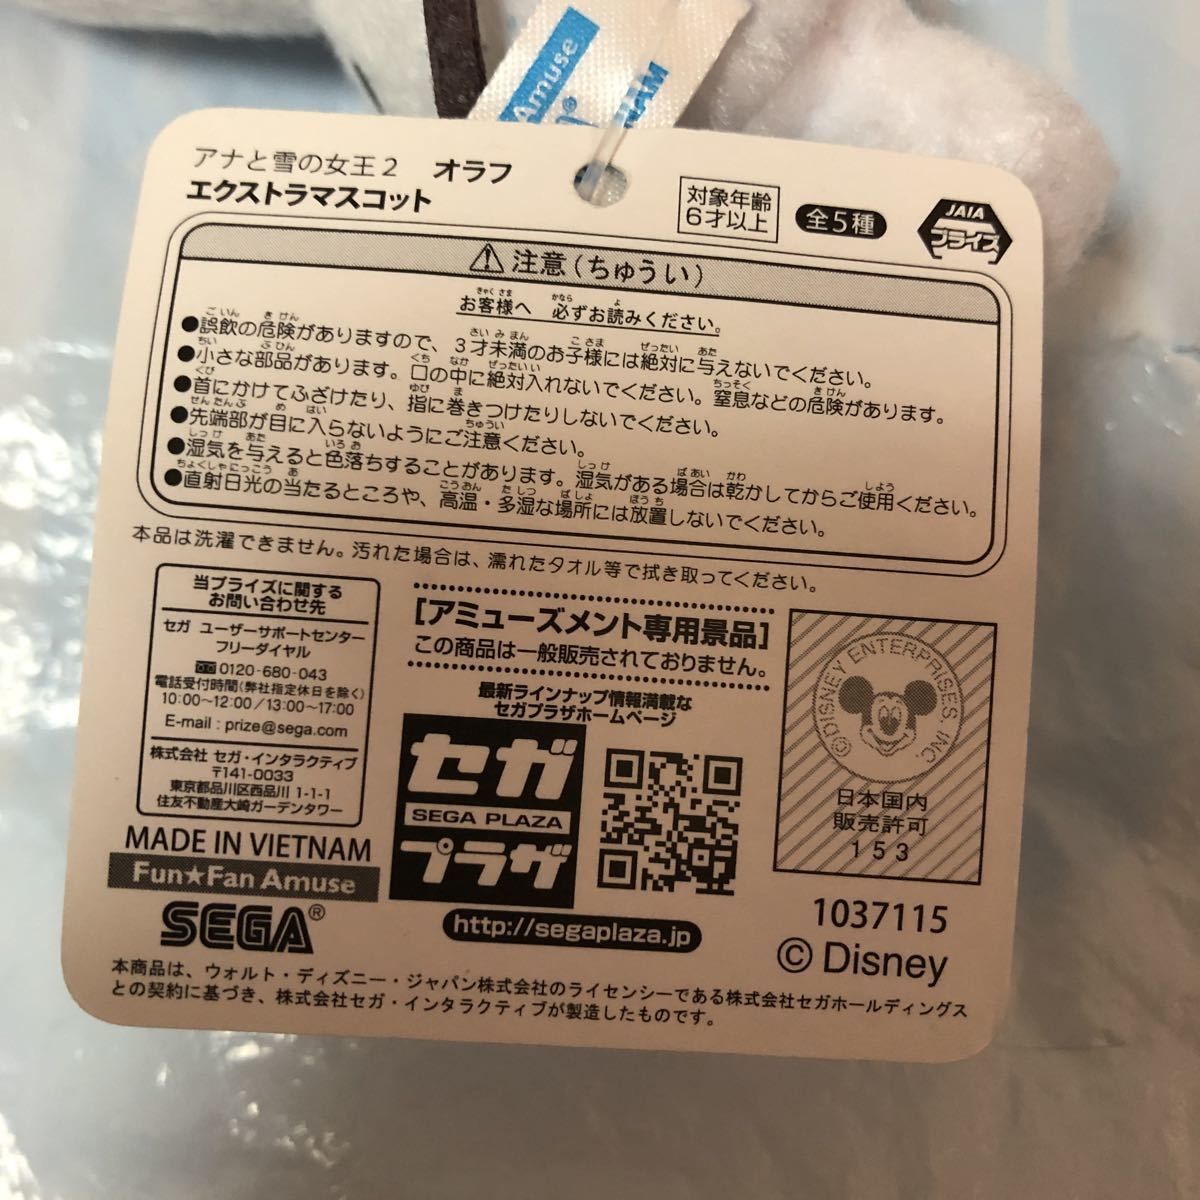 Amuse
アナと雪の女王2 オラフ
エクストラマスコット
対象年齢
6才以上
全5種
JAIA
プライズ
注意(ちゅうい)
お客様へ 必ずお読みください。
●誤飲の危険がありますので、3才未満のお子様には絶対に与えないでください。
●小さな部品があります。口の中に絶対入れないでください。窒息などの危険があります。
●首にかけてふざけたり、指に巻きつけたりしないでください。
●先端部が目に入らないようにご注意ください。
●湿気を与えると色落ちすることがあります。湿気がある場合は乾かしてからご使用ください。
●直射日光の当たるところや、高温・多湿な場所には放置しないでください。
本品は洗濯できません。汚れた場合は、濡れたタオル等で拭き取ってください。
当プライズに関する
お問い合わせ先
セガ ユーザーサポートセンター
フリーダイヤル
0120-680-043
電話受付時間(弊社指定休日を除く)
10:00~12:00/13:00~17:00
E-mail : prize@sega.com
株式会社 セガ・インタラクティブ
〒141-0033
東京都品川区西品川 1-1-1
住友不動産大崎ガーデンタワー
MADE IN VIETNAM
Fun★Fan Amuse
SEGA®
[アミューズメント専用景品]
この商品は一般販売されておりません。
最新ラインナップ情報満載な
セガプラザホームページ
セガ
SEGA PLAZA
プラザ
http://segaplaza.jp
©DISNEY ENTERPRISES, INC.
日本国内
販売許可
153
1037115
© Disney
本商品は、ウォルト・ディズニー・ジャパン株式会社のライセンシーである株式会社セガホールディングス
との契約に基づき、株式会社セガ・インタラクティブが製造したものです。